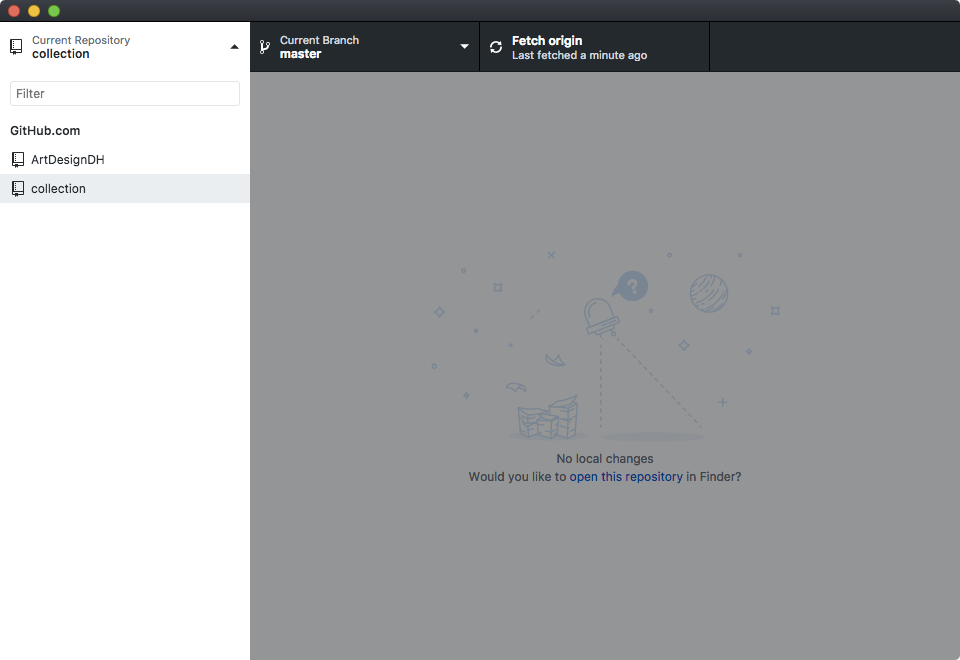 Current Repository
collection
Current Branch
master
Fetch origin
Last fetched a minute ago
Filter
GitHub.com
ArtDesignDH
collection
?
No local changes
Would you like to open this repository in Finder?